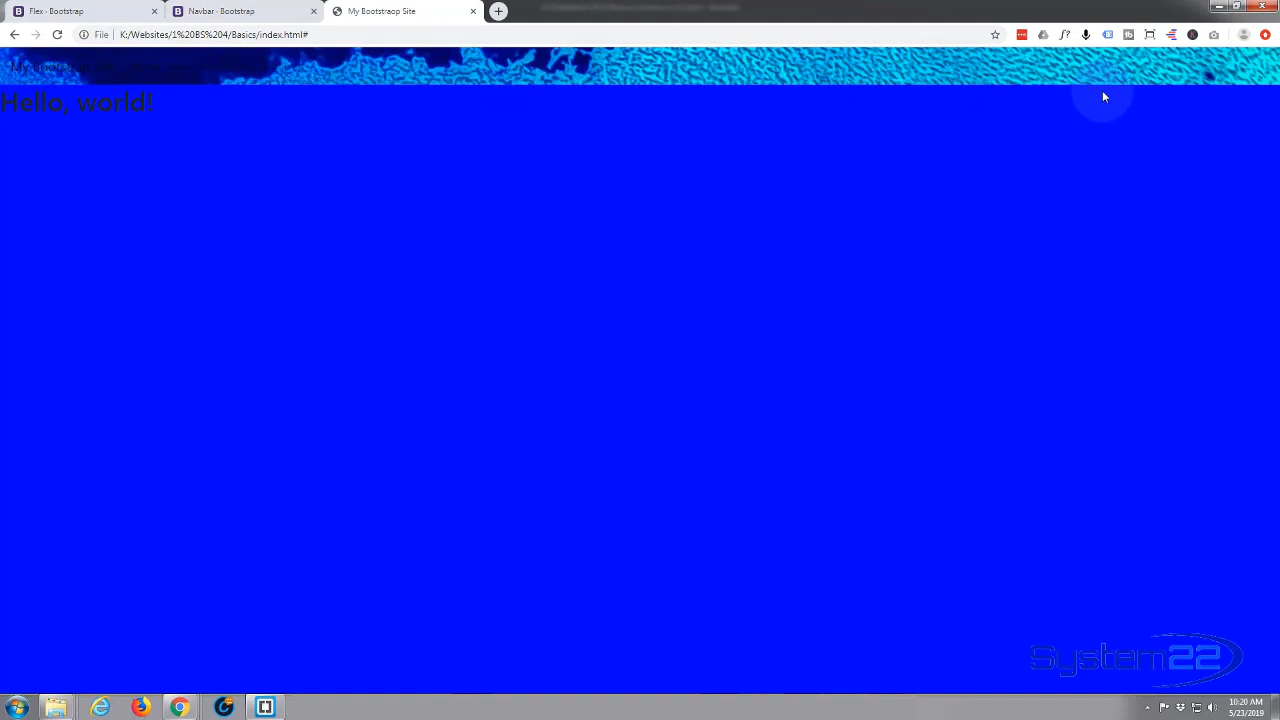 Flex - Bootstrap
Navbar - Bootstrap
My Bootstraop Site
File
K:/Websites/1%20BS%204/Basics/index.html#
Hello, world!
System22
10:20 AM
5/23/2019